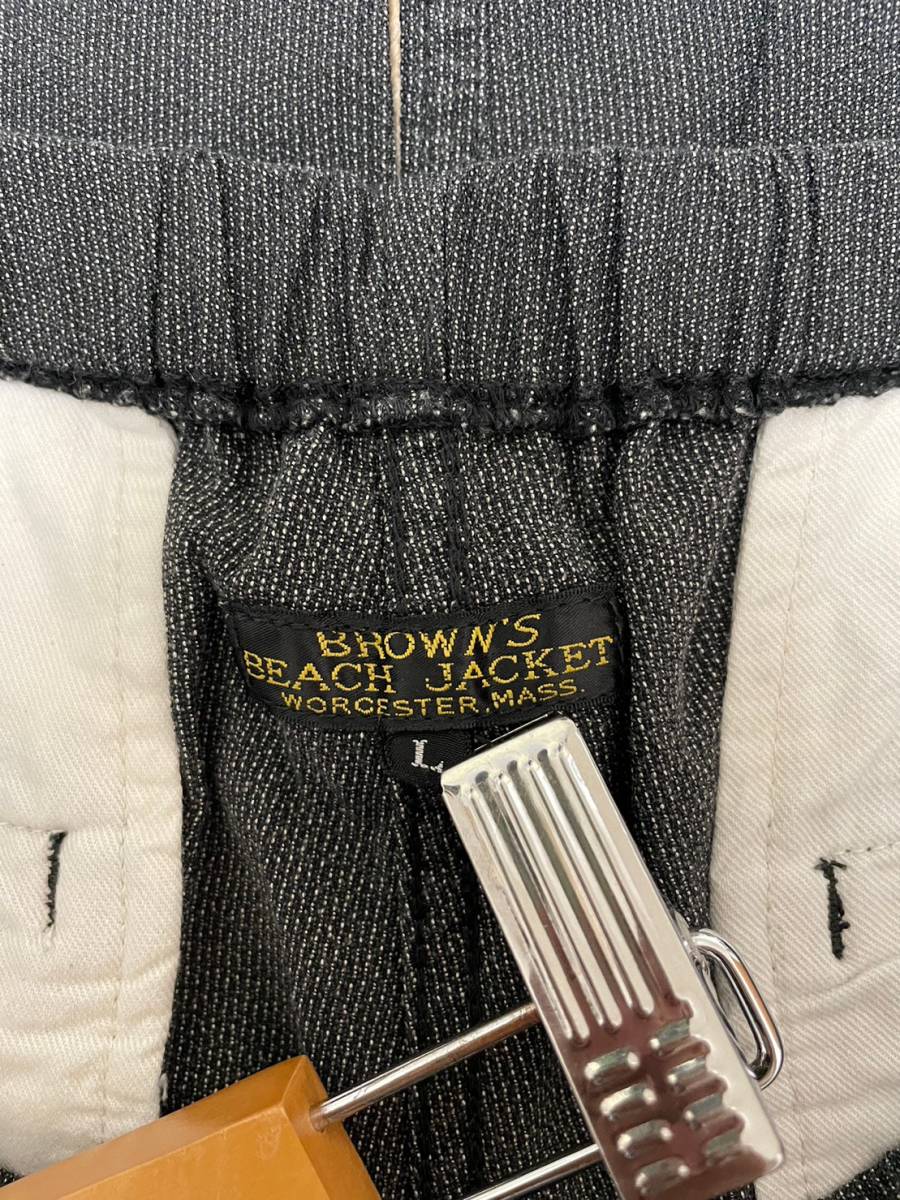 BROWN'S
BEACH JACKET
WORCESTER, MASS.
L